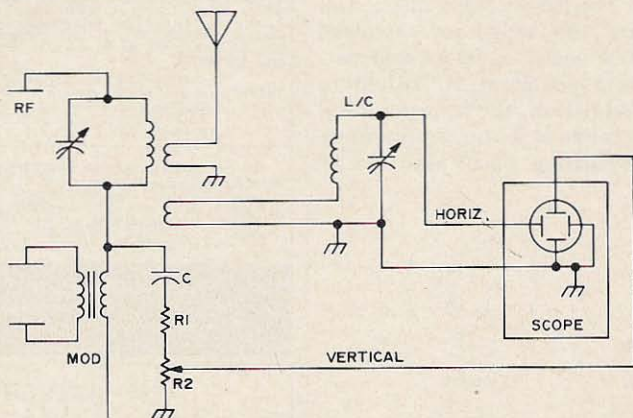 RF
L/C
HORIZ.
C
R1
SCOPE
MOD
VERTICAL
R2